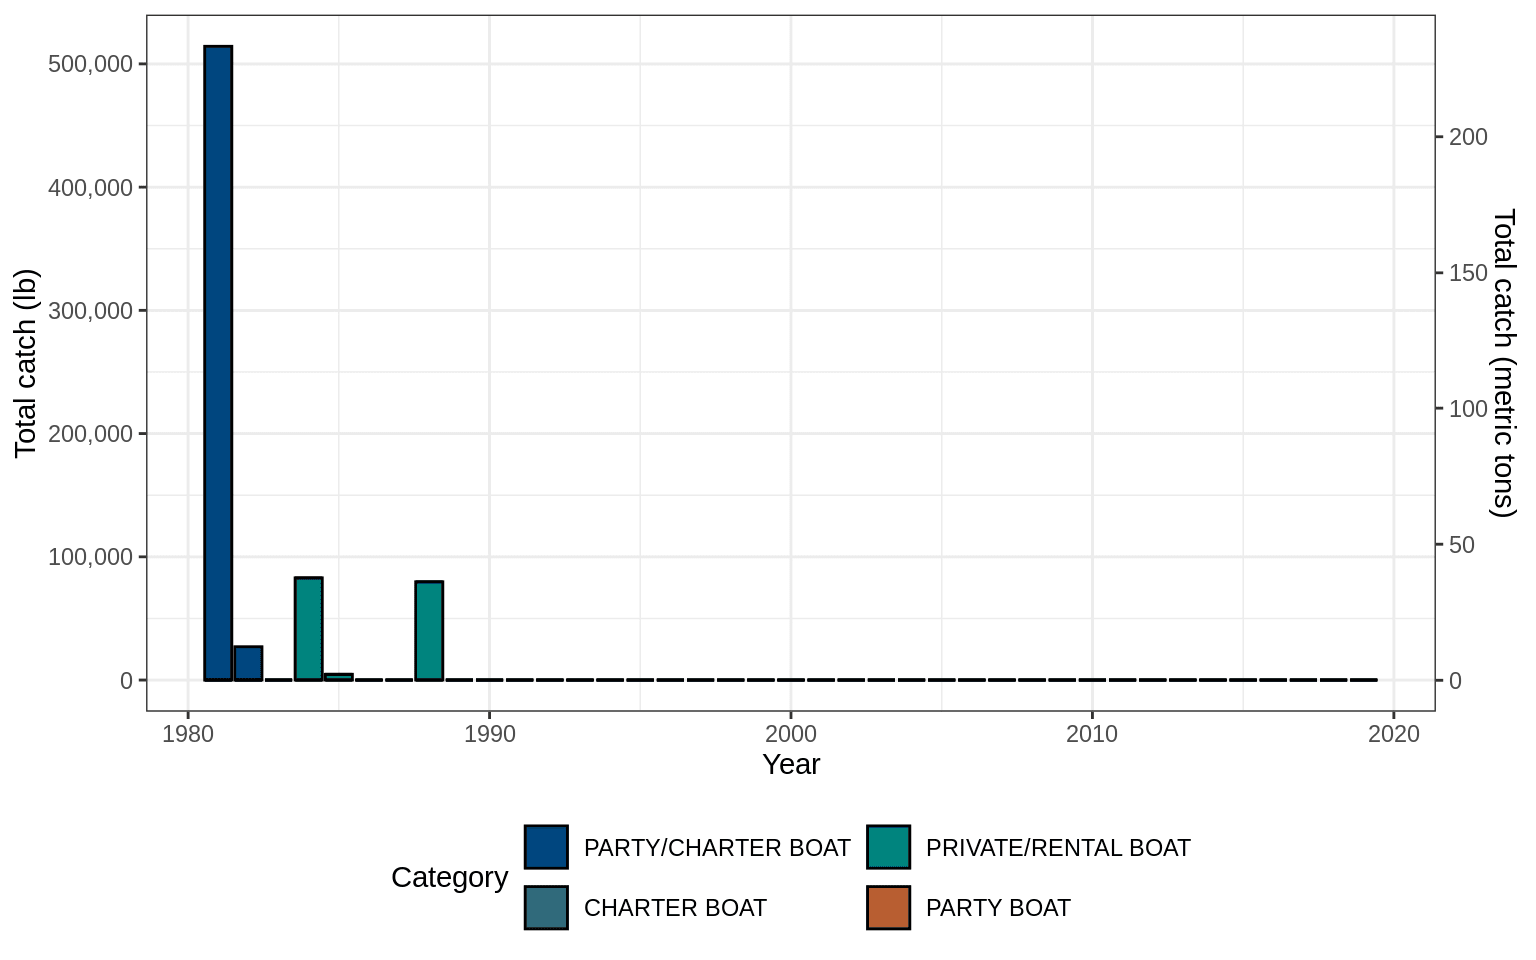 500,000
400,000
300,000
200,000
100,000
0
Total catch (lb)
200
150
100
50
0
Total catch (metric tons)
1980 1990 2000 2010 2020
Year
Category
PARTY/CHARTER BOAT PRIVATE/RENTAL BOAT
CHARTER BOAT PARTY BOAT